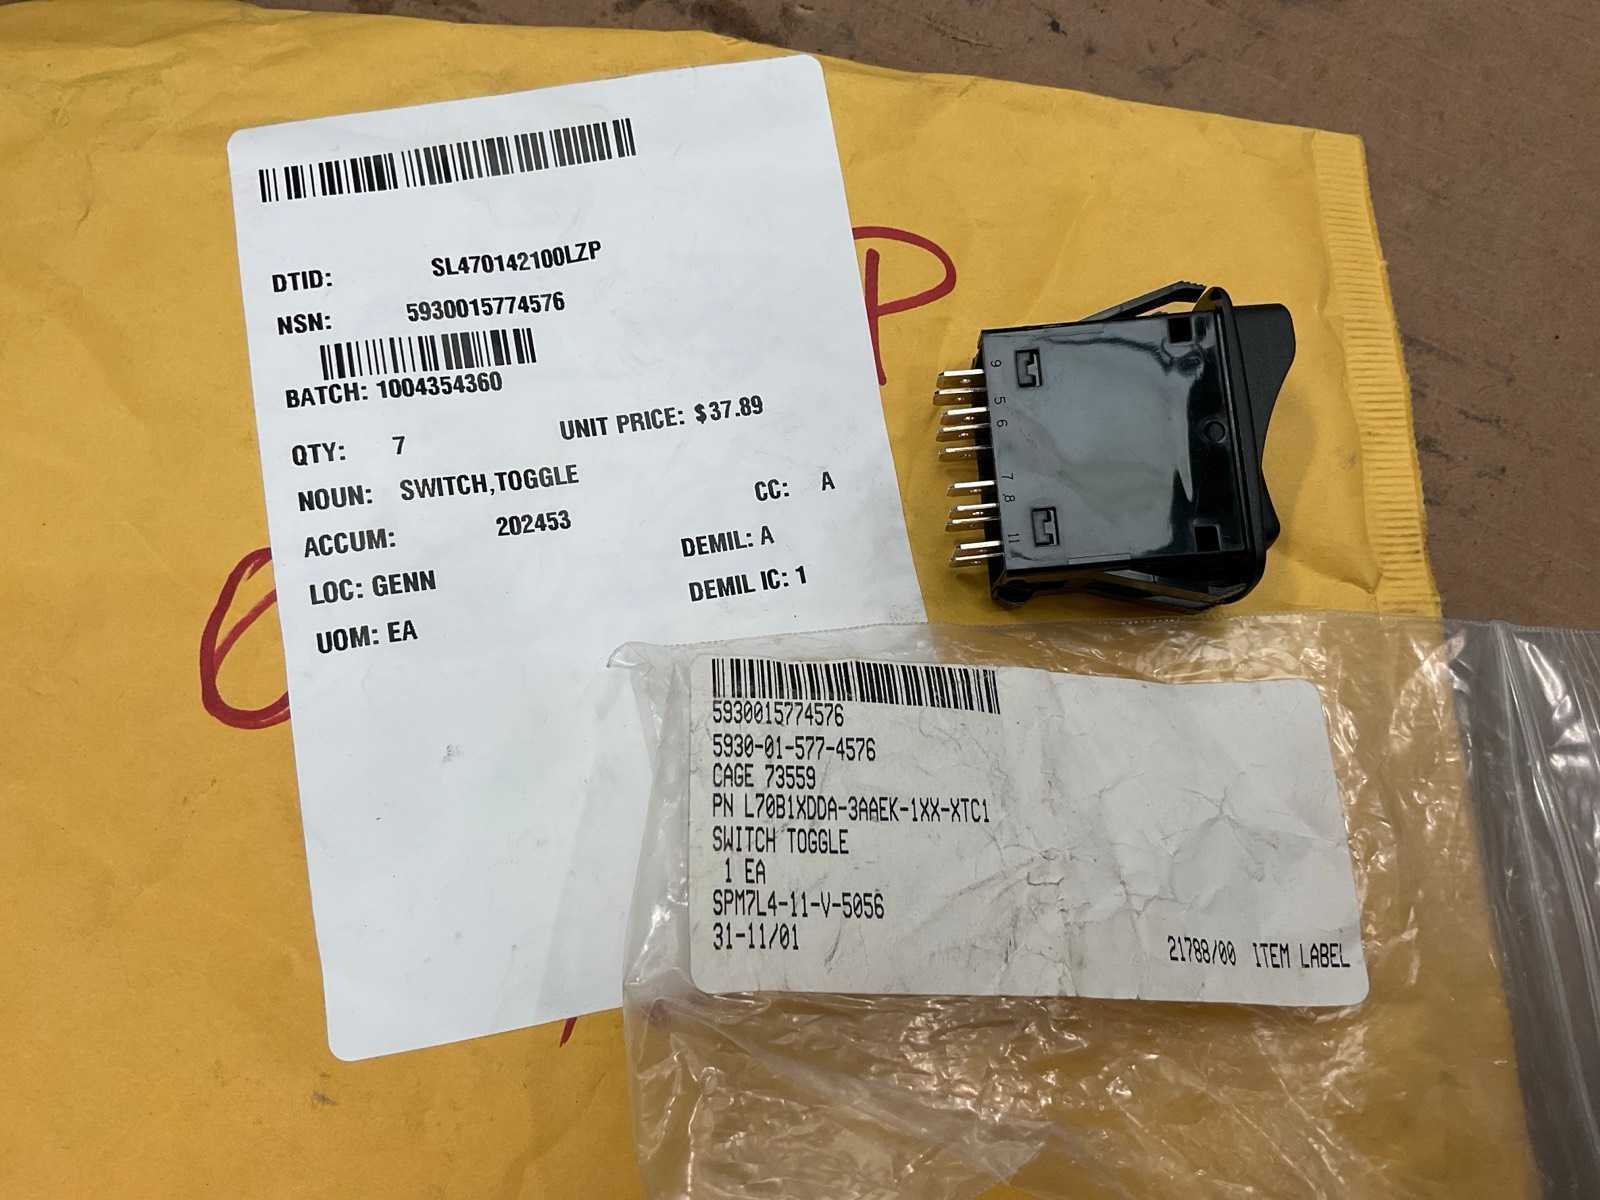 DTID: SL470142100LZP
NSN: 5930015774576
BATCH: 1004354360
QTY: 7 UNIT PRICE: $37.89
NOUN: SWITCH,TOGGLE CC: A
ACCUM: 202453 DEMIL: A
LOC: GENN DEMIL IC: 1
UOM: EA
P
9
5
6
7
8
11
5930015774576
5930-01-577-4576
CAGE 73559
PN L70B1XDDA-3AAEK-1XX-XTC1
SWITCH TOGGLE
1 EA
SPM7L4-11-V-5056
31-11/01
21788/00 ITEM LABEL